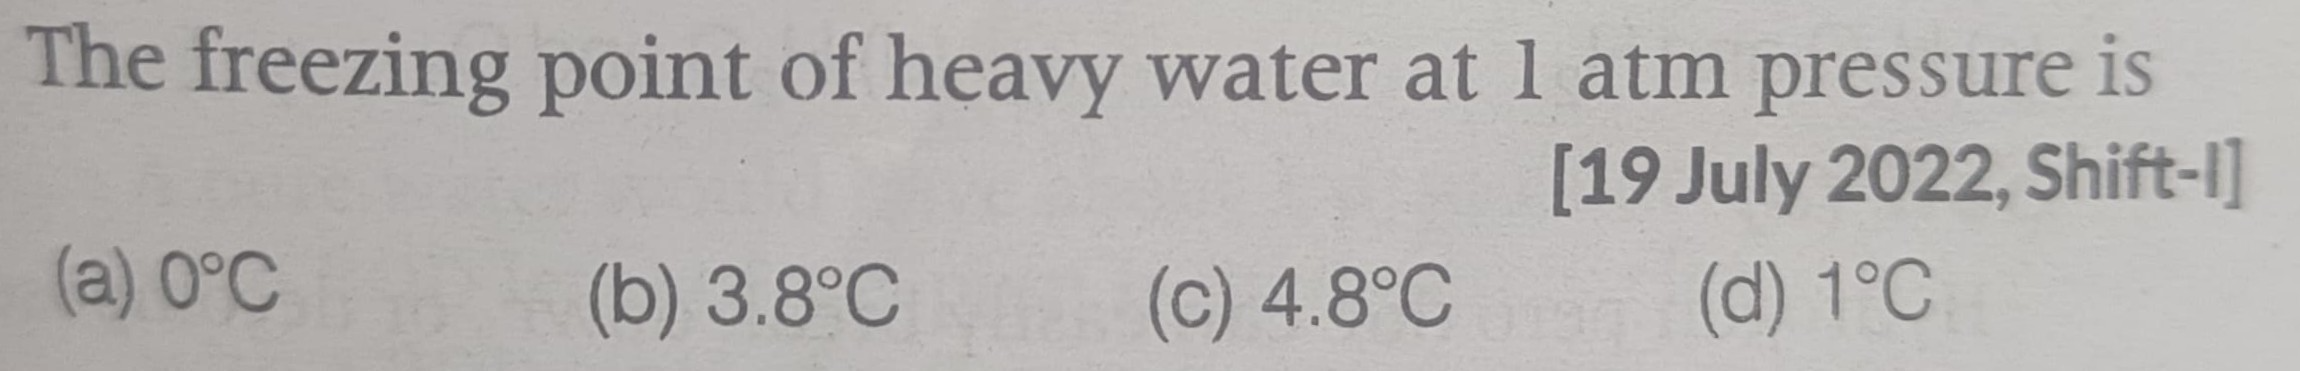 The freezing point of heavy water at 1 atm pressure is
[19 July 2022, Shift-I]
(a) 0°C (b) 3.8°C (c) 4.8°C (d) 1°C